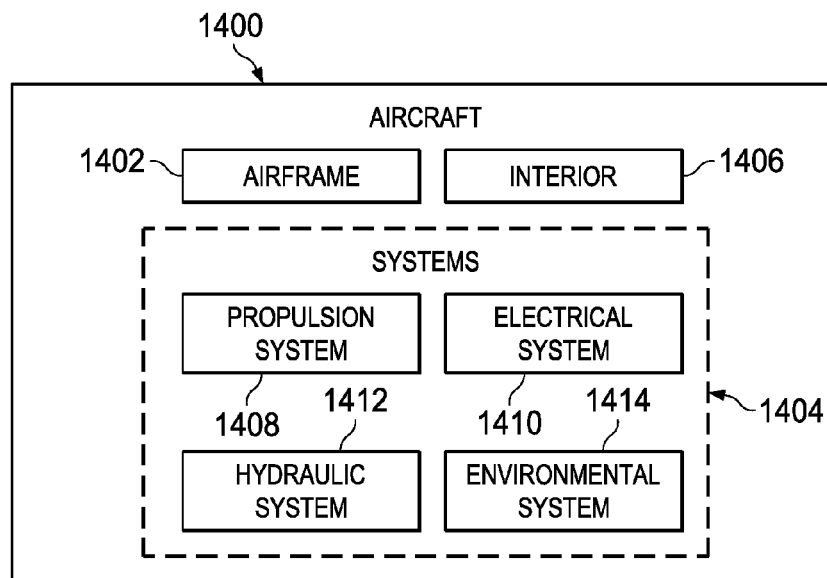 1400
AIRCRAFT
1402
AIRFRAME
INTERIOR
1406
SYSTEMS
PROPULSION
SYSTEM
ELECTRICAL
SYSTEM
1408
1412
1410
1414
1404
HYDRAULIC
SYSTEM
ENVIRONMENTAL
SYSTEM